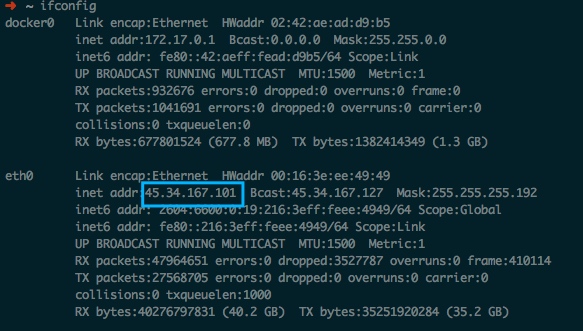 ➜ ~ ifconfig
docker0 Link encap:Ethernet HWaddr 02:42:ae:ad:d9:b5
inet addr:172.17.0.1 Bcast:0.0.0.0 Mask:255.255.0.0
inet6 addr: fe80::42:aeff:fead:d9b5/64 Scope:Link
UP BROADCAST RUNNING MULTICAST MTU:1500 Metric:1
RX packets:932676 errors:0 dropped:0 overruns:0 frame:0
TX packets:1041691 errors:0 dropped:0 overruns:0 carrier:0
collisions:0 txqueuelen:0
RX bytes:677801524 (677.8 MB) TX bytes:1382414349 (1.3 GB)
eth0 Link encap:Ethernet HWaddr 00:16:3e:ee:49:49
inet addr:45.34.167.101 Bcast:45.34.167.127 Mask:255.255.255.192
inet6 addr: 2604:6600:0:19:216:3eff:feee:4949/64 Scope:Global
inet6 addr: fe80::216:3eff:feee:4949/64 Scope:Link
UP BROADCAST RUNNING MULTICAST MTU:1500 Metric:1
RX packets:47964651 errors:0 dropped:3527787 overruns:0 frame:410114
TX packets:27568705 errors:0 dropped:0 overruns:0 carrier:0
collisions:0 txqueuelen:1000
RX bytes:40276797831 (40.2 GB) TX bytes:35251920284 (35.2 GB)